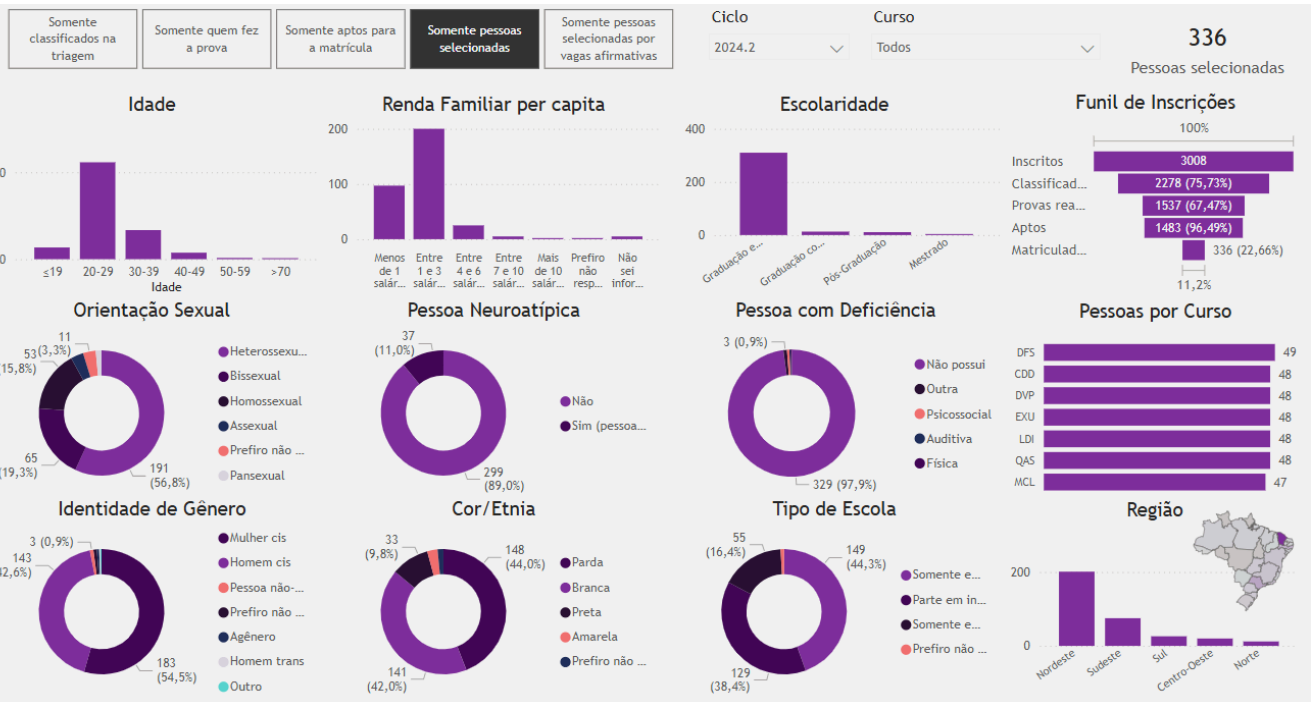 Somente
classificados na
triagem
Somente quem fez
a prova
Somente aptos para
a matrícula
Somente pessoas
selecionadas
Somente pessoas
selecionadas por
vagas afirmativas
Ciclo
2024.2
Curso
Todos
336
Pessoas selecionadas
Idade
0
0
≤19 20-29 30-39 40-49 50-59 >70
Idade
Renda Familiar per capita
200
100
0
Menos
de 1
salár...
Entre
1 e 3
salár...
Entre
4 e 6
salár...
Entre
7 e 10
salár...
Mais
de 10
salár...
Prefiro
não
resp...
Não
sei
infor...
Escolaridade
400
200
0
Graduação e...
Graduação co...
Pós-Graduação
Mestrado
Funil de Inscrições
100%
Inscritos 3008
Classificad... 2278 (75,73%)
Provas rea... 1537 (67,47%)
Aptos 1483 (96,49%)
Matriculad... 336 (22,66%)
11,2%
Orientação Sexual
11
(3,3%)
53
(15,8%)
65
(19,3%)
191
(56,8%)
Heterossexu...
Bissexual
Homossexual
Assexual
Prefiro não ...
Pansexual
Pessoa Neuroatípica
37
(11,0%)
299
(89,0%)
Não
Sim (pessoa...
Pessoa com Deficiência
3 (0,9%)
329 (97,9%)
Não possui
Outra
Psicossocial
Auditiva
Física
Pessoas por Curso
DFS 49
CDD 48
DVP 48
EXU 48
LDI 48
QAS 48
MCL 47
Identidade de Gênero
3 (0,9%)
143
42,6%)
183
(54,5%)
Mulher cis
Homem cis
Pessoa não-...
Prefiro não ...
Agênero
Homem trans
Outro
Cor/Etnia
33
(9,8%)
148
(44,0%)
141
(42,0%)
Parda
Branca
Preta
Amarela
Prefiro não ...
Tipo de Escola
55
(16,4%)
149
(44,3%)
129
(38,4%)
Somente e...
Parte em in...
Somente e...
Prefiro não ...
Região
200
0
Nordeste
Sudeste
Sul
Centro-Oeste
Norte